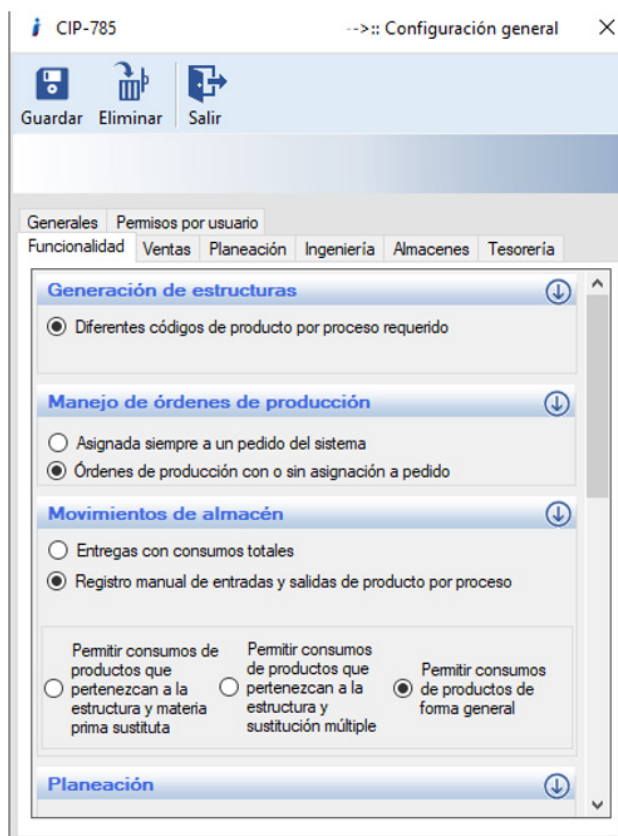 CIP-785
-->:: Configuración general
Guardar Eliminar Salir
Generales Permisos por usuario
Funcionalidad Ventas Planeación Ingeniería Almacenes Tesorería
Generación de estructuras
Diferentes códigos de producto por proceso requerido
Manejo de órdenes de producción
Asignada siempre a un pedido del sistema
Órdenes de producción con o sin asignación a pedido
Movimientos de almacén
Entregas con consumos totales
Registro manual de entradas y salidas de producto por proceso
Permitir consumos de
productos que
pertenezcan a la
estructura y materia
prima sustituta
Permitir consumos
de productos que
pertenezcan a la
estructura y
sustitución múltiple
Permitir consumos
de productos de
forma general
Planeación